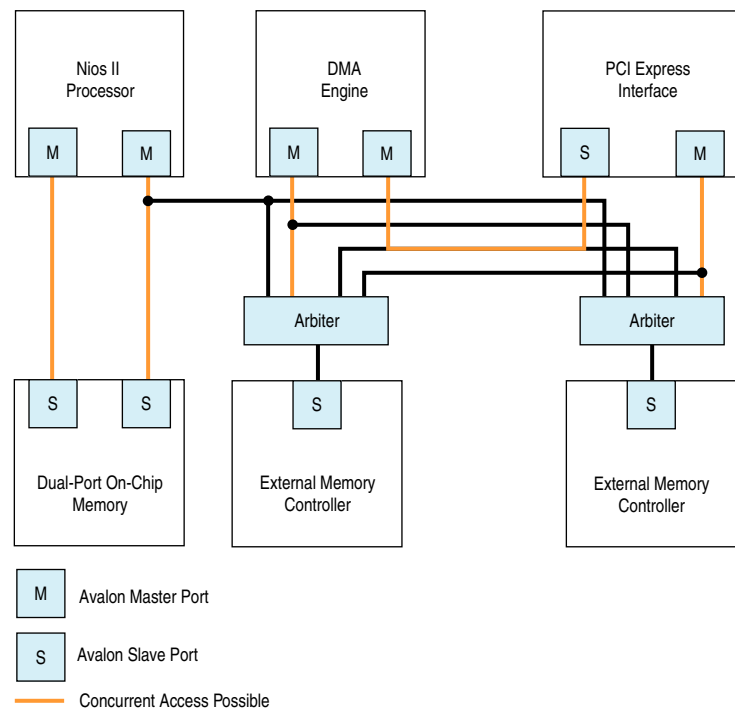 Nios II
Processor
DMA
Engine
PCI Express
Interface
M
M
M
M
S
M
Arbiter
Arbiter
S
S
S
S
Dual-Port On-Chip
Memory
External Memory
Controller
External Memory
Controller
M
Avalon Master Port
S
Avalon Slave Port
Concurrent Access Possible